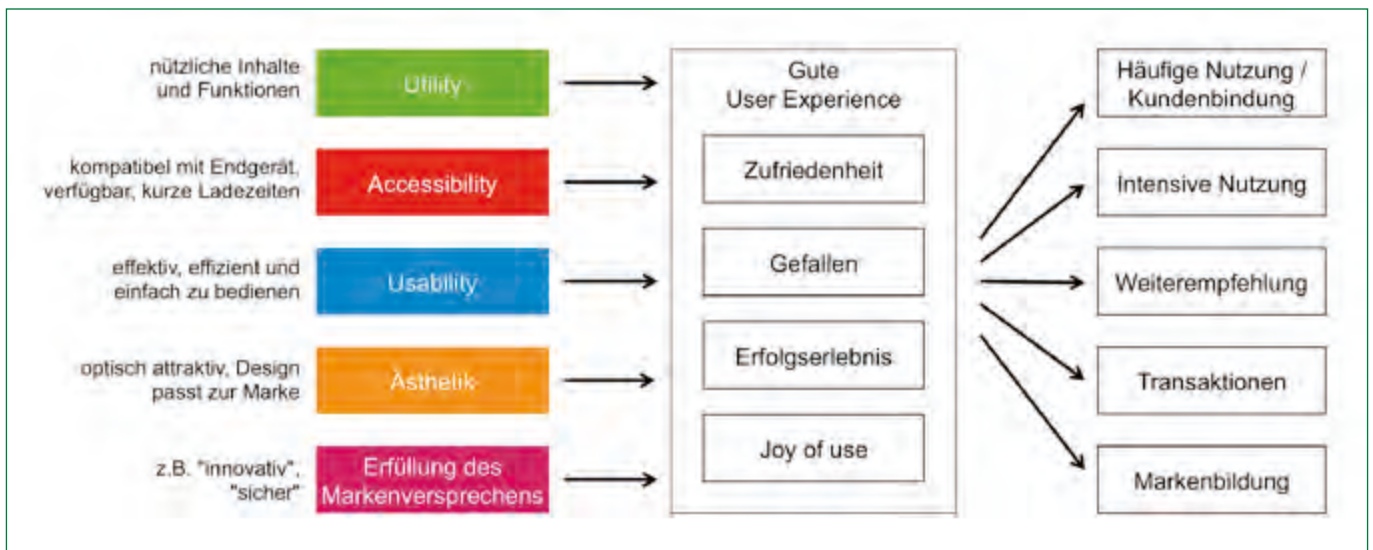 nützliche Inhalte
und Funktionen
Utility
kompatibel mit Endgerät,
verfügbar, kurze Ladezeiten
Accessibility
effektiv, effizient und
einfach zu bedienen
Usability
optisch attraktiv, Design
passt zur Marke
Ästhetik
z.B. "innovativ",
"sicher"
Erfüllung des
Markenversprechens
Gute
User Experience
Zufriedenheit
Gefallen
Erfolgserlebnis
Joy of use
Häufige Nutzung /
Kundenbindung
Intensive Nutzung
Weiterempfehlung
Transaktionen
Markenbildung